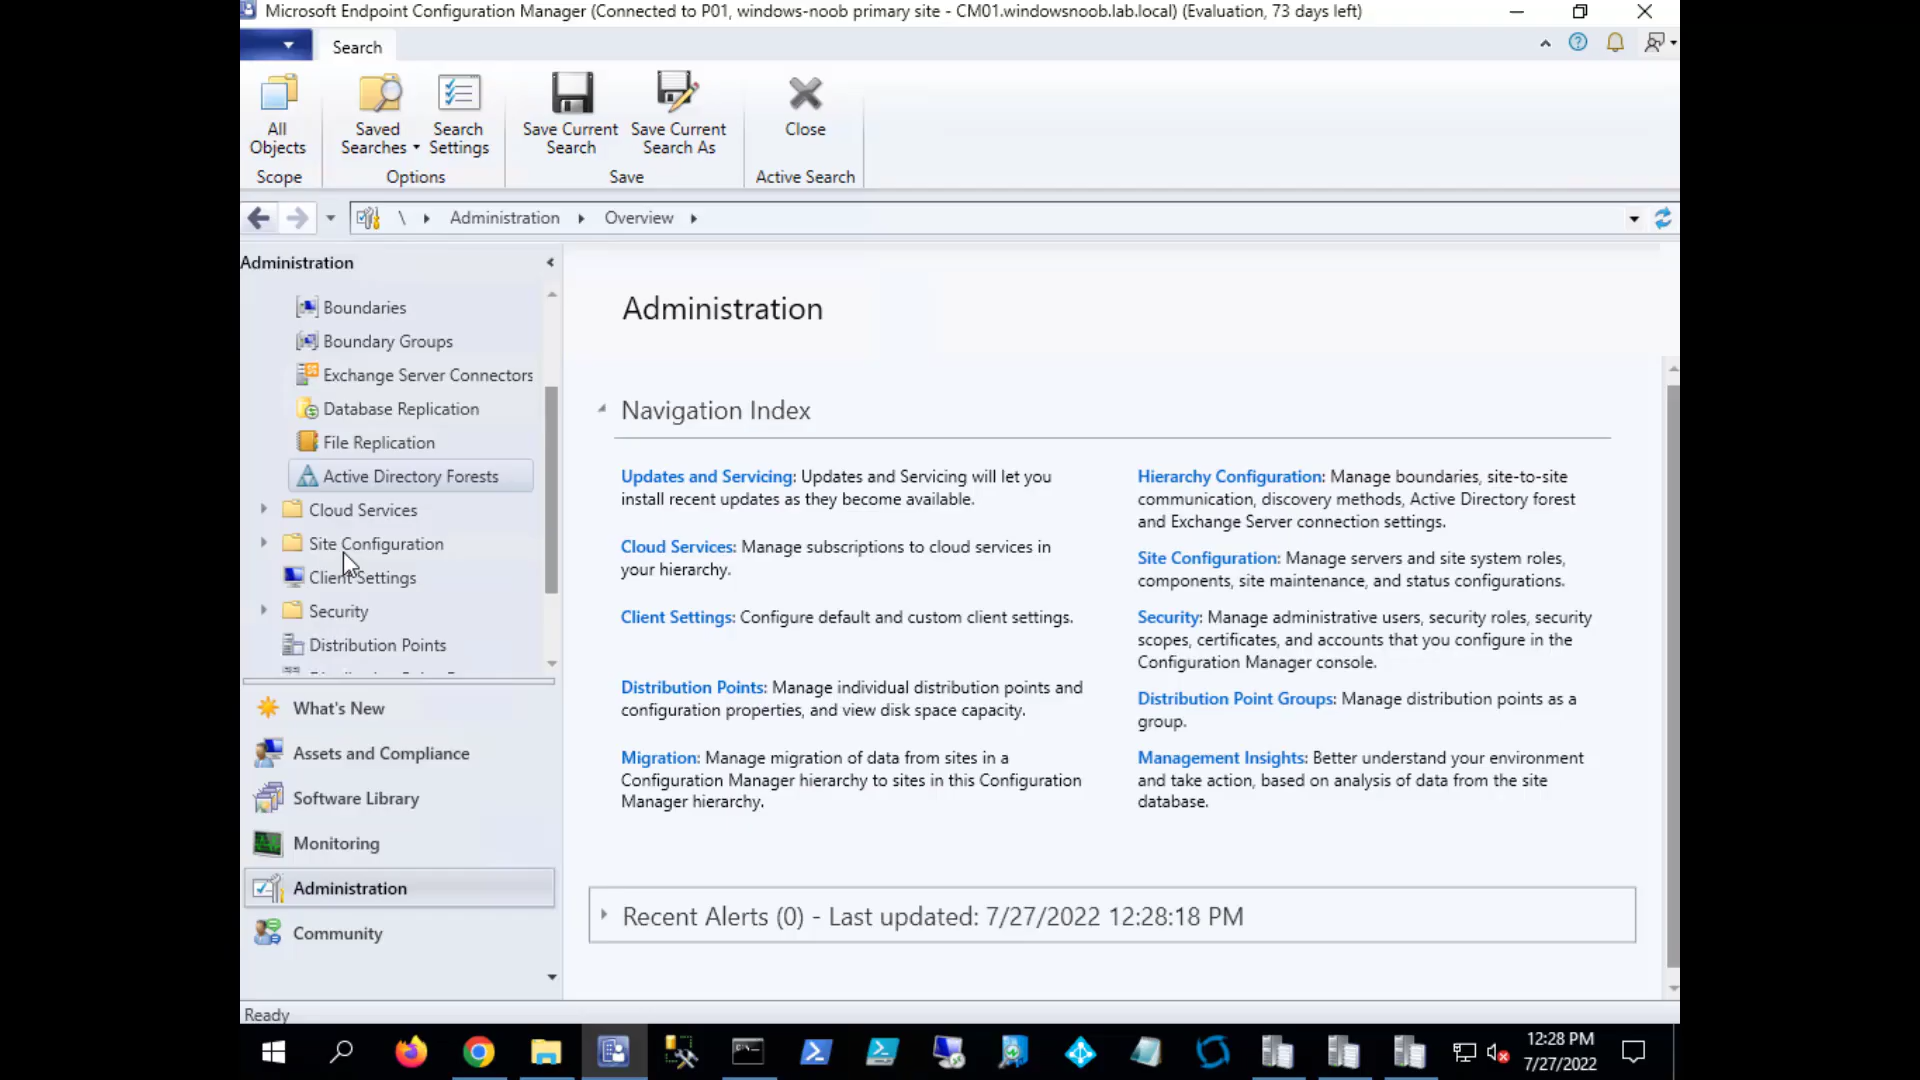 Microsoft Endpoint Configuration Manager (Connected to P01, windows-noob primary site - CM01.windowsnoob.lab.local) (Evaluation, 73 days left)
Search
All
Objects
Saved
Searches
Search
Settings
Save Current
Search
Save Current
Search As
Close
Scope
Options
Save
Active Search
\
Administration
Overview
Administration
Boundaries
Boundary Groups
Exchange Server Connectors
Database Replication
File Replication
Active Directory Forests
Cloud Services
Site Configuration
Client Settings
Security
Distribution Points
What's New
Assets and Compliance
Software Library
Monitoring
Administration
Community
Administration
Navigation Index
Updates and Servicing: Updates and Servicing will let you
install recent updates as they become available.
Cloud Services: Manage subscriptions to cloud services in
your hierarchy.
Client Settings: Configure default and custom client settings.
Distribution Points: Manage individual distribution points and
configuration properties, and view disk space capacity.
Migration: Manage migration of data from sites in a
Configuration Manager hierarchy to sites in this Configuration
Manager hierarchy.
Hierarchy Configuration: Manage boundaries, site-to-site
communication, discovery methods, Active Directory forest
and Exchange Server connection settings.
Site Configuration: Manage servers and site system roles,
components, site maintenance, and status configurations.
Security: Manage administrative users, security roles, security
scopes, certificates, and accounts that you configure in the
Configuration Manager console.
Distribution Point Groups: Manage distribution points as a
group.
Management Insights: Better understand your environment
and take action, based on analysis of data from the site
database.
Recent Alerts (0) - Last updated: 7/27/2022 12:28:18 PM
Ready
12:28 PM
7/27/2022